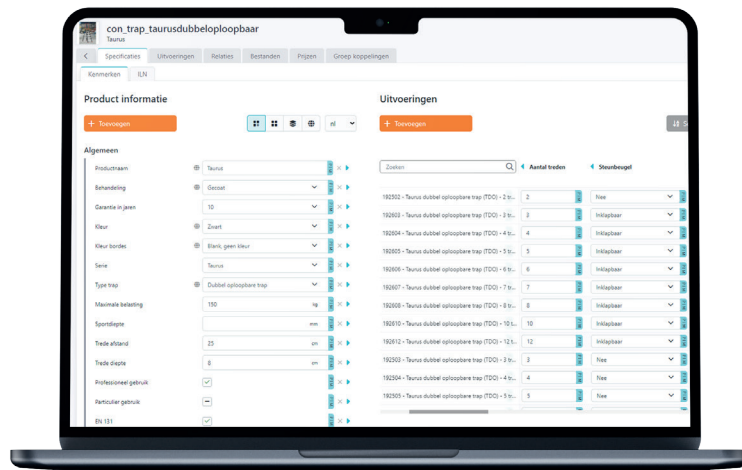 con_trap_taurusdubbeloploopbaar
Taurus
Specificaties Uitvoeringen Relaties Bestanden Prijzen Groep koppelingen
Kenmerken ILN
Product informatie
+ Toevoegen
nl
Algemeen
Productnaam Taurus
Behandeling Gecoat
Garantie in jaren 10
Kleur Zwart
Kleur bordes Blank, geen kleur
Serie Taurus
Type trap Dubbel oploopbare trap
Maximale belasting 150 kg
Sportdiepte mm
Trede afstand 25 cm
Trede diepte 8 cm
Professioneel gebruik
Particulier gebruik
EN 131
Uitvoeringen
+ Toevoegen
Zoeken Aantal treden Steunbeugel
192502 - Taurus dubbel oploopbare trap (TDO) - 2 tr... 2 Nee
192603 - Taurus dubbel oploopbare trap (TDO) - 3 tr... 3 Inklapbaar
192604 - Taurus dubbel oploopbare trap (TDO) - 4 tr... 4 Inklapbaar
192605 - Taurus dubbel oploopbare trap (TDO) - 5 tr... 5 Inklapbaar
192606 - Taurus dubbel oploopbare trap (TDO) - 6 tr... 6 Inklapbaar
192607 - Taurus dubbel oploopbare trap (TDO) - 7 tr... 7 Inklapbaar
192608 - Taurus dubbel oploopbare trap (TDO) - 8 tr... 8 Inklapbaar
192610 - Taurus dubbel oploopbare trap (TDO) - 10 t... 10 Inklapbaar
192612 - Taurus dubbel oploopbare trap (TDO) - 12 t... 12 Inklapbaar
192503 - Taurus dubbel oploopbare trap (TDO) - 3 tr... 3 Nee
192504 - Taurus dubbel oploopbare trap (TDO) - 4 tr... 4 Nee
192505 - Taurus dubbel oploopbare trap (TDO) - 5 tr... 5 Nee